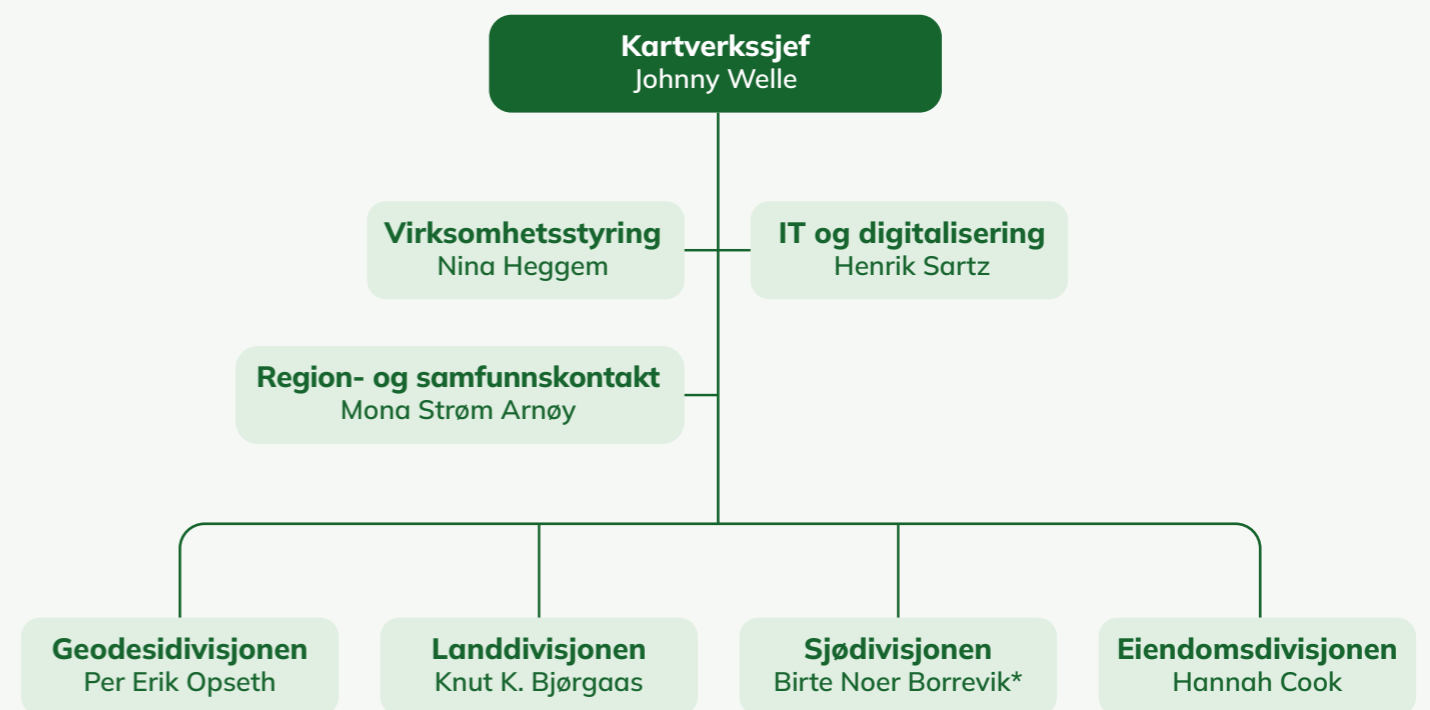 Kartverkssjef
Johnny Welle
Virksomhetsstyring
Nina Heggem
IT og digitalisering
Henrik Sartz
Region- og samfunnskontakt
Mona Strøm Arnøy
Geodesidivisjonen
Per Erik Opseth
Landdivisjonen
Knut K. Bjørgaas
Sjødivisjonen
Birte Noer Borrevik*
Eiendomsdivisjonen
Hannah Cook